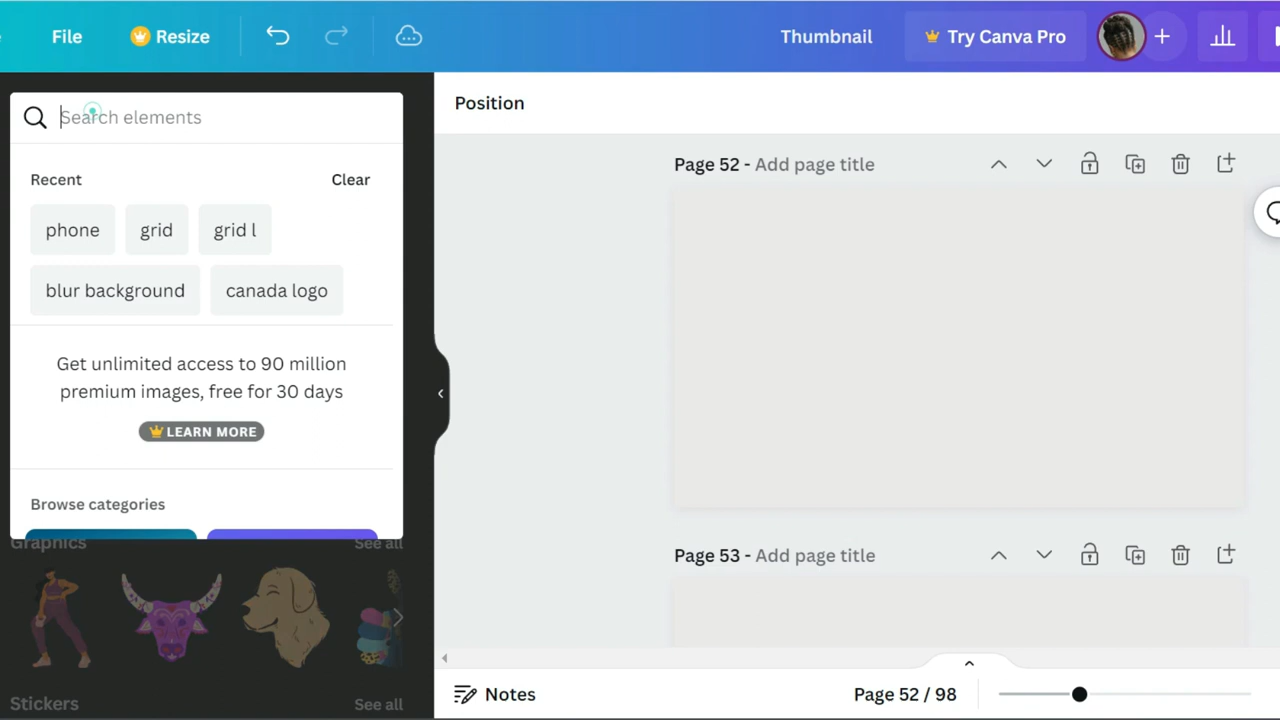 File Resize Thumbnail Try Canva Pro
Search elements
Position
Recent Clear
phone grid grid l
blur background canada logo
Get unlimited access to 90 million
premium images, free for 30 days
LEARN MORE
Browse categories
Graphics See all
Stickers See all
Page 52 - Add page title
Page 53 - Add page title
Notes Page 52 / 98